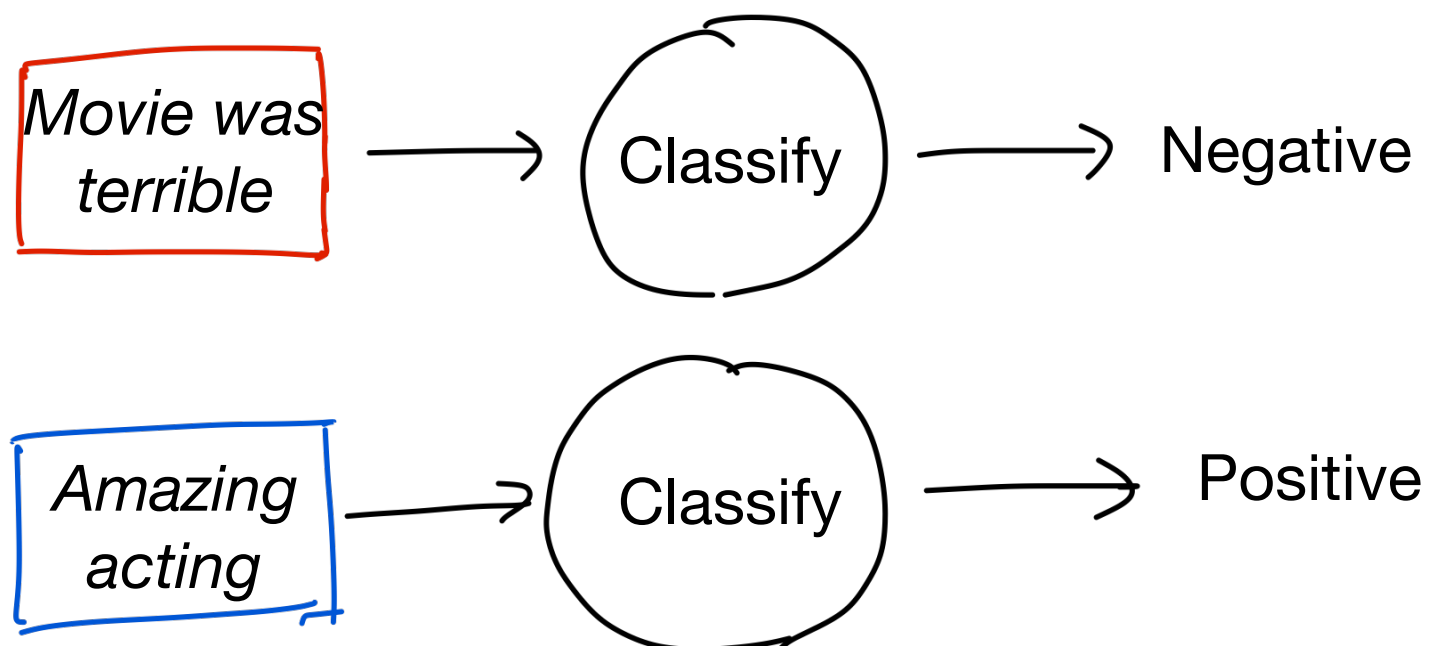 Movie was
terrible
Classify
Negative
Amazing
acting
Classify
Positive